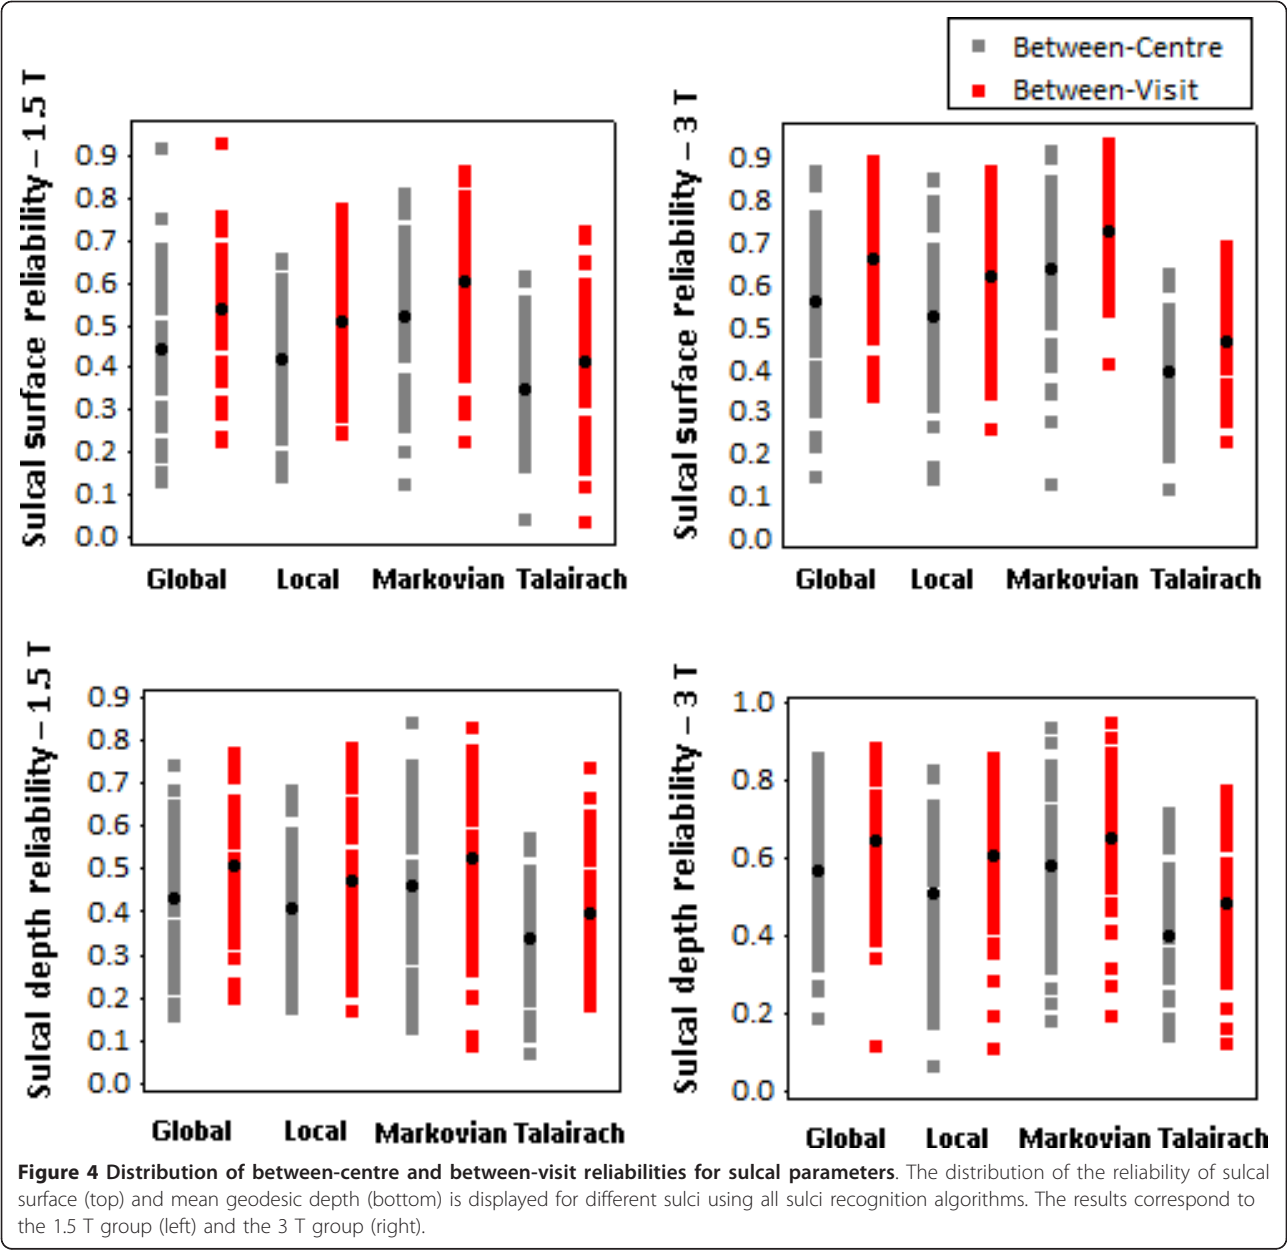 Between-Centre
Between-Visit
Sulcal surface reliability – 1.5 T
0.9
0.8
0.7
0.6
0.5
0.4
0.3
0.2
0.1
0.0
Global Local Markovian Talairach
Sulcal surface reliability – 3 T
0.9
0.8
0.7
0.6
0.5
0.4
0.3
0.2
0.1
0.0
Global Local Markovian Talairach
Sulcal depth reliability – 1.5 T
0.9
0.8
0.7
0.6
0.5
0.4
0.3
0.2
0.1
0.0
Global Local Markovian Talairach
Sulcal depth reliability – 3 T
1.0
0.8
0.6
0.4
0.2
0.0
Global Local Markovian Talairach
Figure 4 Distribution of between-centre and between-visit reliabilities for sulcal parameters. The distribution of the reliability of sulcal
surface (top) and mean geodesic depth (bottom) is displayed for different sulci using all sulci recognition algorithms. The results correspond to
the 1.5 T group (left) and the 3 T group (right).